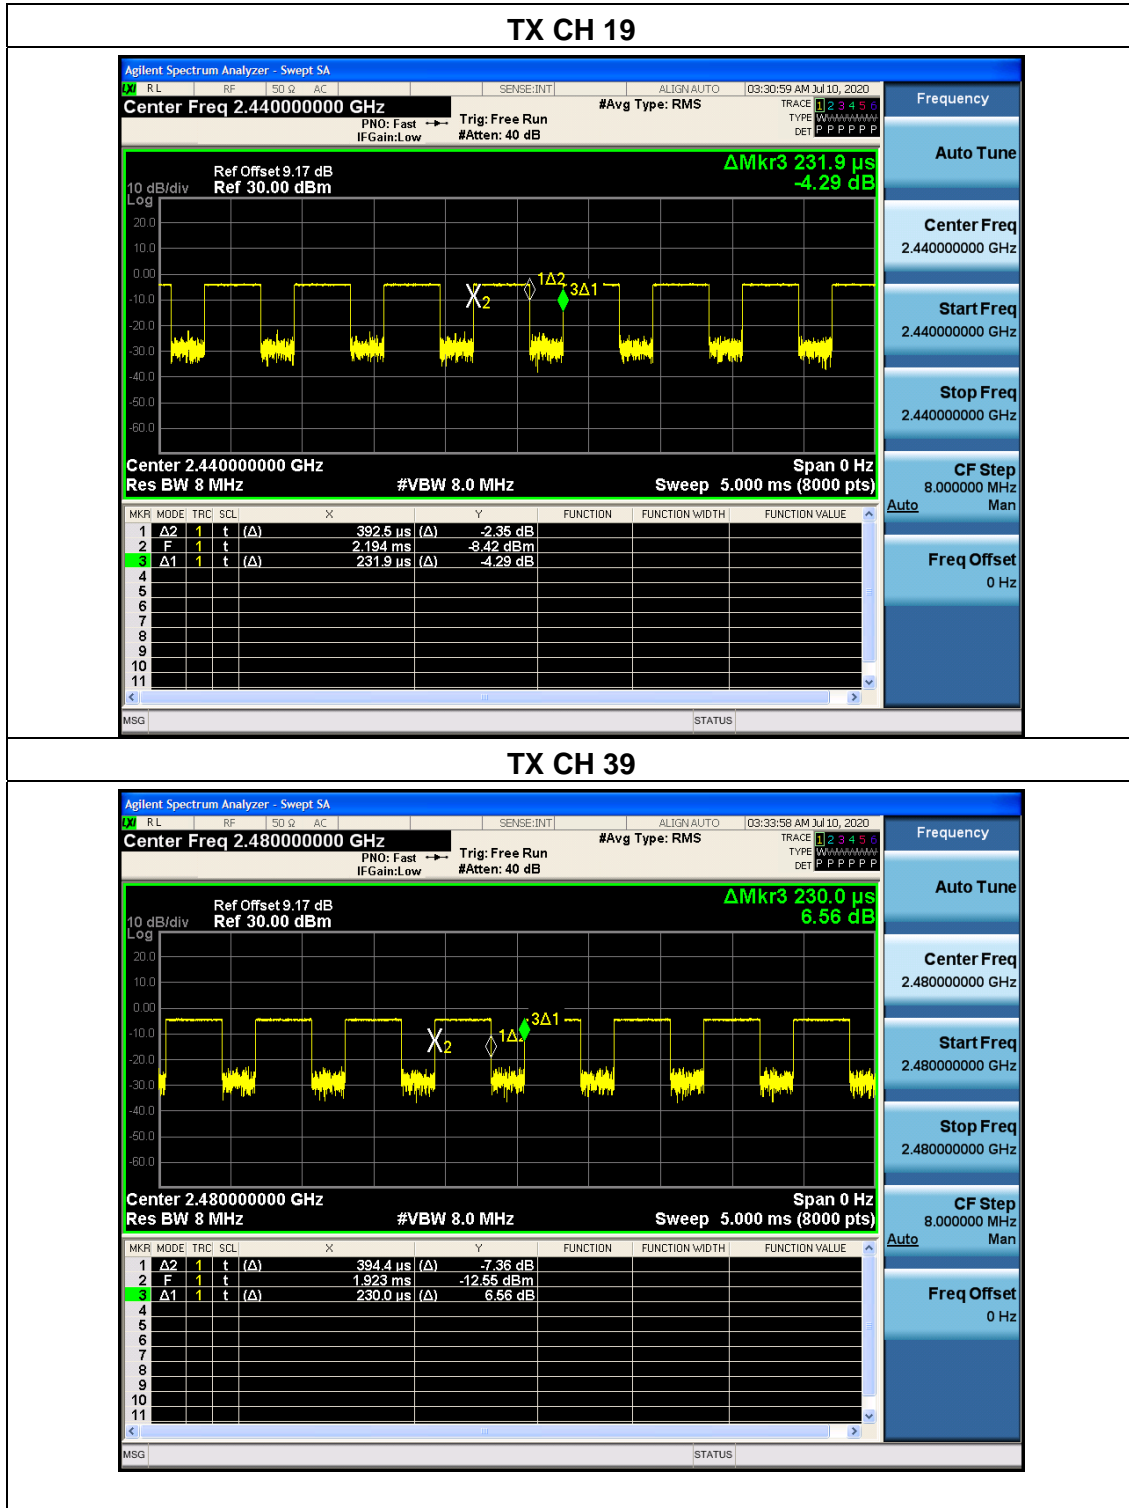 TX CH 19
Agilent Spectrum Analyzer - Swept SA
LXI RL RF 50 Ω AC SENSE:INT ALIGN AUTO 03:30:59 AM Jul 10, 2020
Center Freq 2.440000000 GHz #Avg Type: RMS TRACE 1 2 3 4 5 6
PNO: Fast Trig: Free Run TYPE WWWWWW
IFGain:Low #Atten: 40 dB DET P P P P P P
Frequency
Auto Tune
Center Freq
2.440000000 GHz
Start Freq
2.440000000 GHz
Stop Freq
2.440000000 GHz
CF Step
8.000000 MHz
Auto Man
Freq Offset
0 Hz
ΔMkr3 231.9 µs
-4.29 dB
Ref Offset 9.17 dB
10 dB/div Ref 30.00 dBm
Log
20.0
10.0
0.00
-10.0
-20.0
-30.0
-40.0
-50.0
-60.0
X2
1Δ2
3Δ1
Center 2.440000000 GHz Span 0 Hz
Res BW 8 MHz #VBW 8.0 MHz Sweep 5.000 ms (8000 pts)
MKR MODE TRC SCL X Y FUNCTION FUNCTION WIDTH FUNCTION VALUE
1 Δ2 1 t (Δ) 392.5 µs (Δ) -2.35 dB
2 F 1 t 2.194 ms -8.42 dBm
3 Δ1 1 t (Δ) 231.9 µs (Δ) -4.29 dB
4
5
6
7
8
9
10
11
MSG STATUS
TX CH 39
Agilent Spectrum Analyzer - Swept SA
LXI RL RF 50 Ω AC SENSE:INT ALIGN AUTO 03:33:58 AM Jul 10, 2020
Center Freq 2.480000000 GHz #Avg Type: RMS TRACE 1 2 3 4 5 6
PNO: Fast Trig: Free Run TYPE WWWWWW
IFGain:Low #Atten: 40 dB DET P P P P P P
Frequency
Auto Tune
Center Freq
2.480000000 GHz
Start Freq
2.480000000 GHz
Stop Freq
2.480000000 GHz
CF Step
8.000000 MHz
Auto Man
Freq Offset
0 Hz
ΔMkr3 230.0 µs
6.56 dB
Ref Offset 9.17 dB
10 dB/div Ref 30.00 dBm
Log
20.0
10.0
0.00
-10.0
-20.0
-30.0
-40.0
-50.0
-60.0
X2
1Δ2
3Δ1
Center 2.480000000 GHz Span 0 Hz
Res BW 8 MHz #VBW 8.0 MHz Sweep 5.000 ms (8000 pts)
MKR MODE TRC SCL X Y FUNCTION FUNCTION WIDTH FUNCTION VALUE
1 Δ2 1 t (Δ) 394.4 µs (Δ) -7.36 dB
2 F 1 t 1.923 ms -12.55 dBm
3 Δ1 1 t (Δ) 230.0 µs (Δ) 6.56 dB
4
5
6
7
8
9
10
11
MSG STATUS